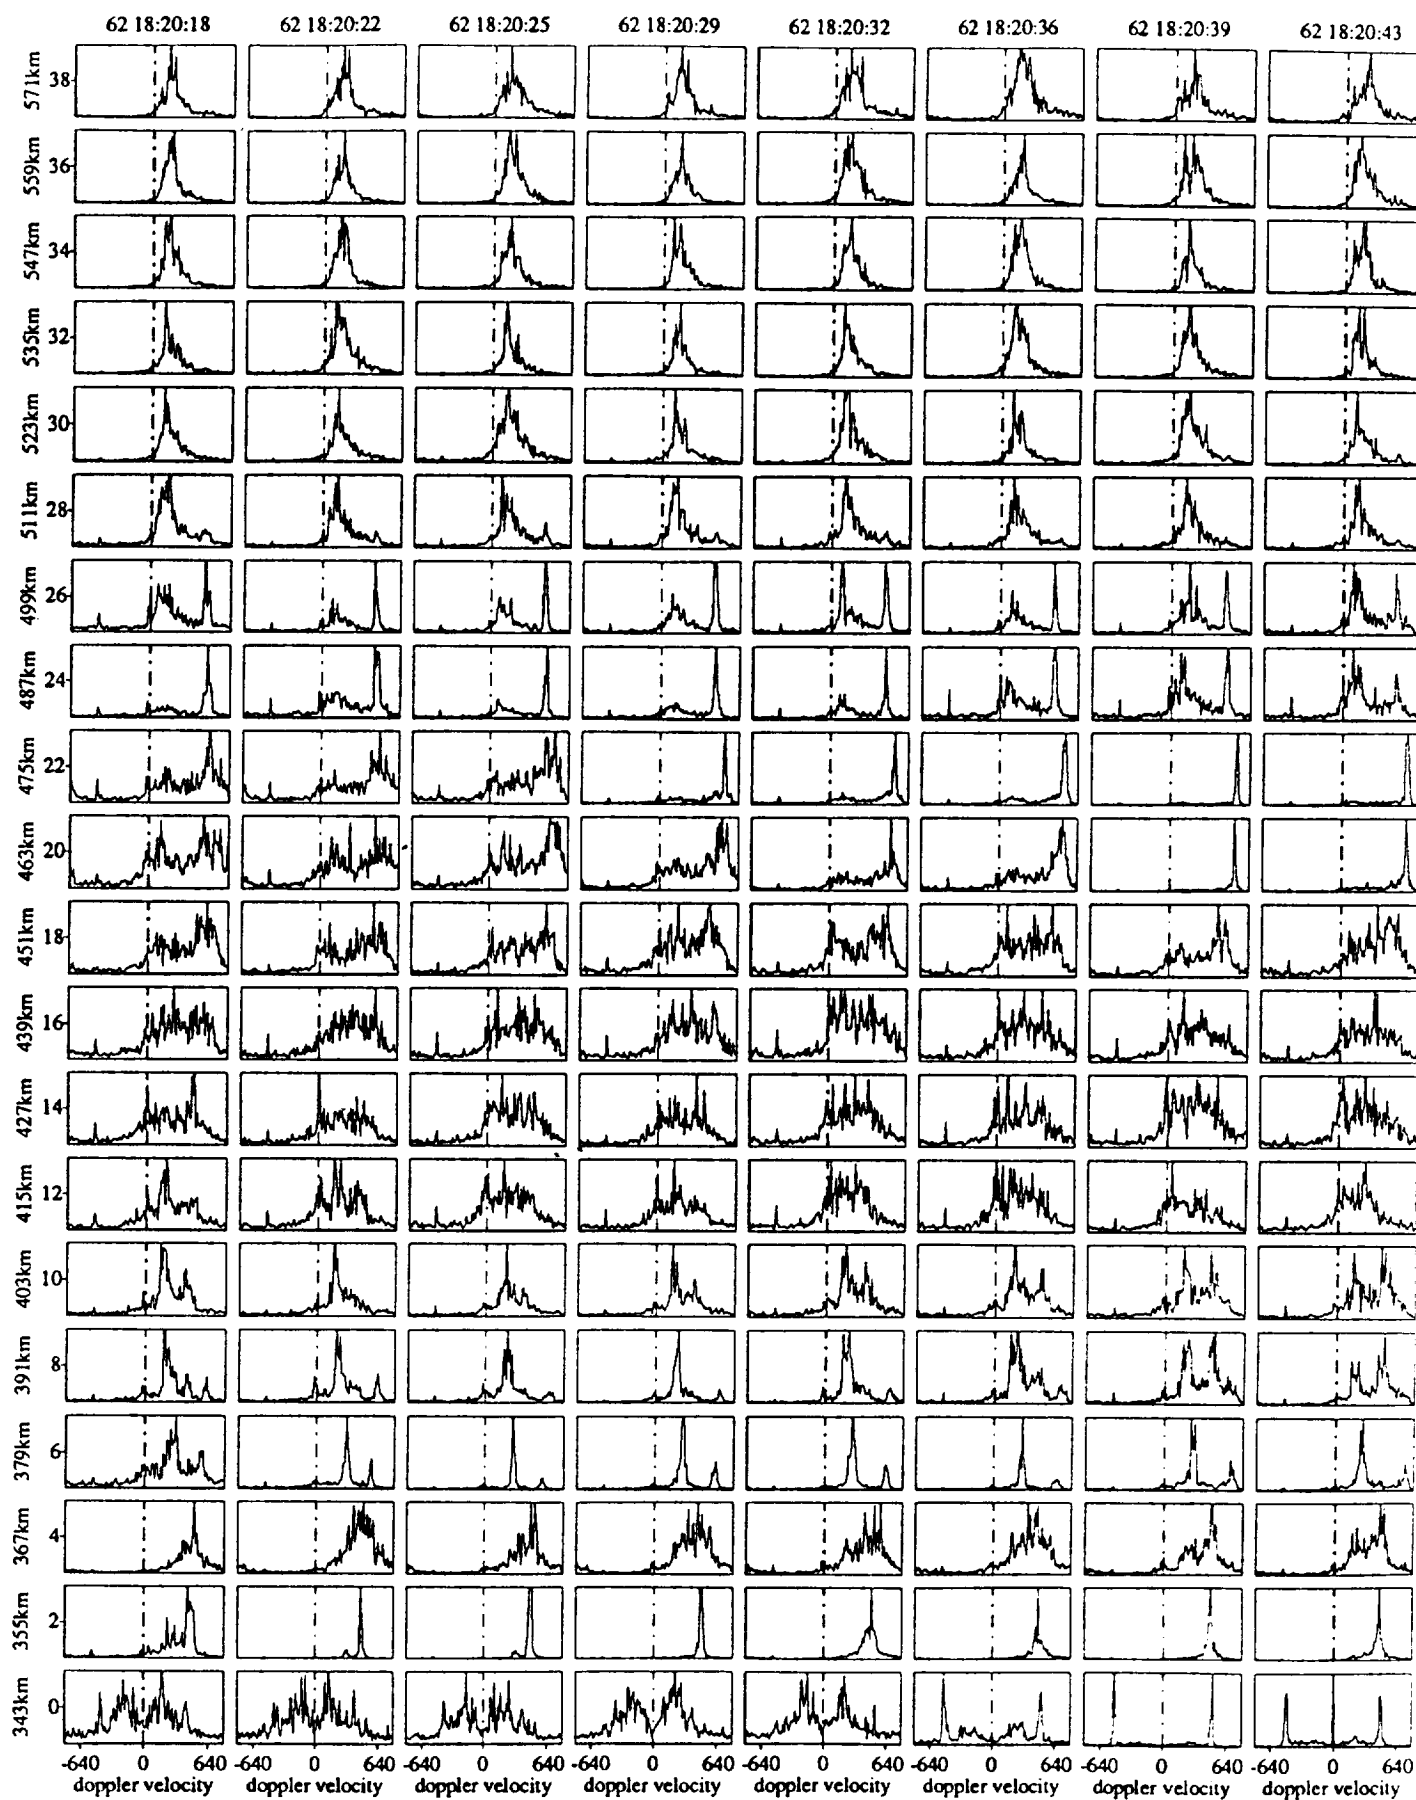 62 18:20:18 62 18:20:22 62 18:20:25 62 18:20:29 62 18:20:32 62 18:20:36 62 18:20:39 62 18:20:43
571km 38
559km 36
547km 34
535km 32
523km 30
511km 28
499km 26
487km 24
475km 22
463km 20
451km 18
439km 16
427km 14
415km 12
403km 10
391km 8
379km 6
367km 4
355km 2
343km 0
-640 0 640 -640 0 640 -640 0 640 -640 0 640 -640 0 640 -640 0 640 -640 0 640 -640 0 640
doppler velocity doppler velocity doppler velocity doppler velocity doppler velocity doppler velocity doppler velocity doppler velocity